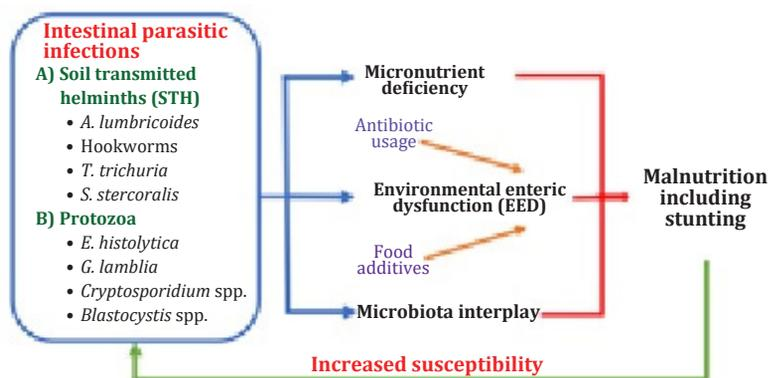 Intestinal parasitic
infections
A) Soil transmitted
helminths (STH)
• A. lumbricoides
• Hookworms
• T. trichuria
• S. stercoralis
B) Protozoa
• E. histolytica
• G. lamblia
• Cryptosporidium spp.
• Blastocystis spp.
Micronutrient
deficiency
Antibiotic
usage
Environmental enteric
dysfunction (EED)
Food
additives
Microbiota interplay
Malnutrition
including
stunting
Increased susceptibility